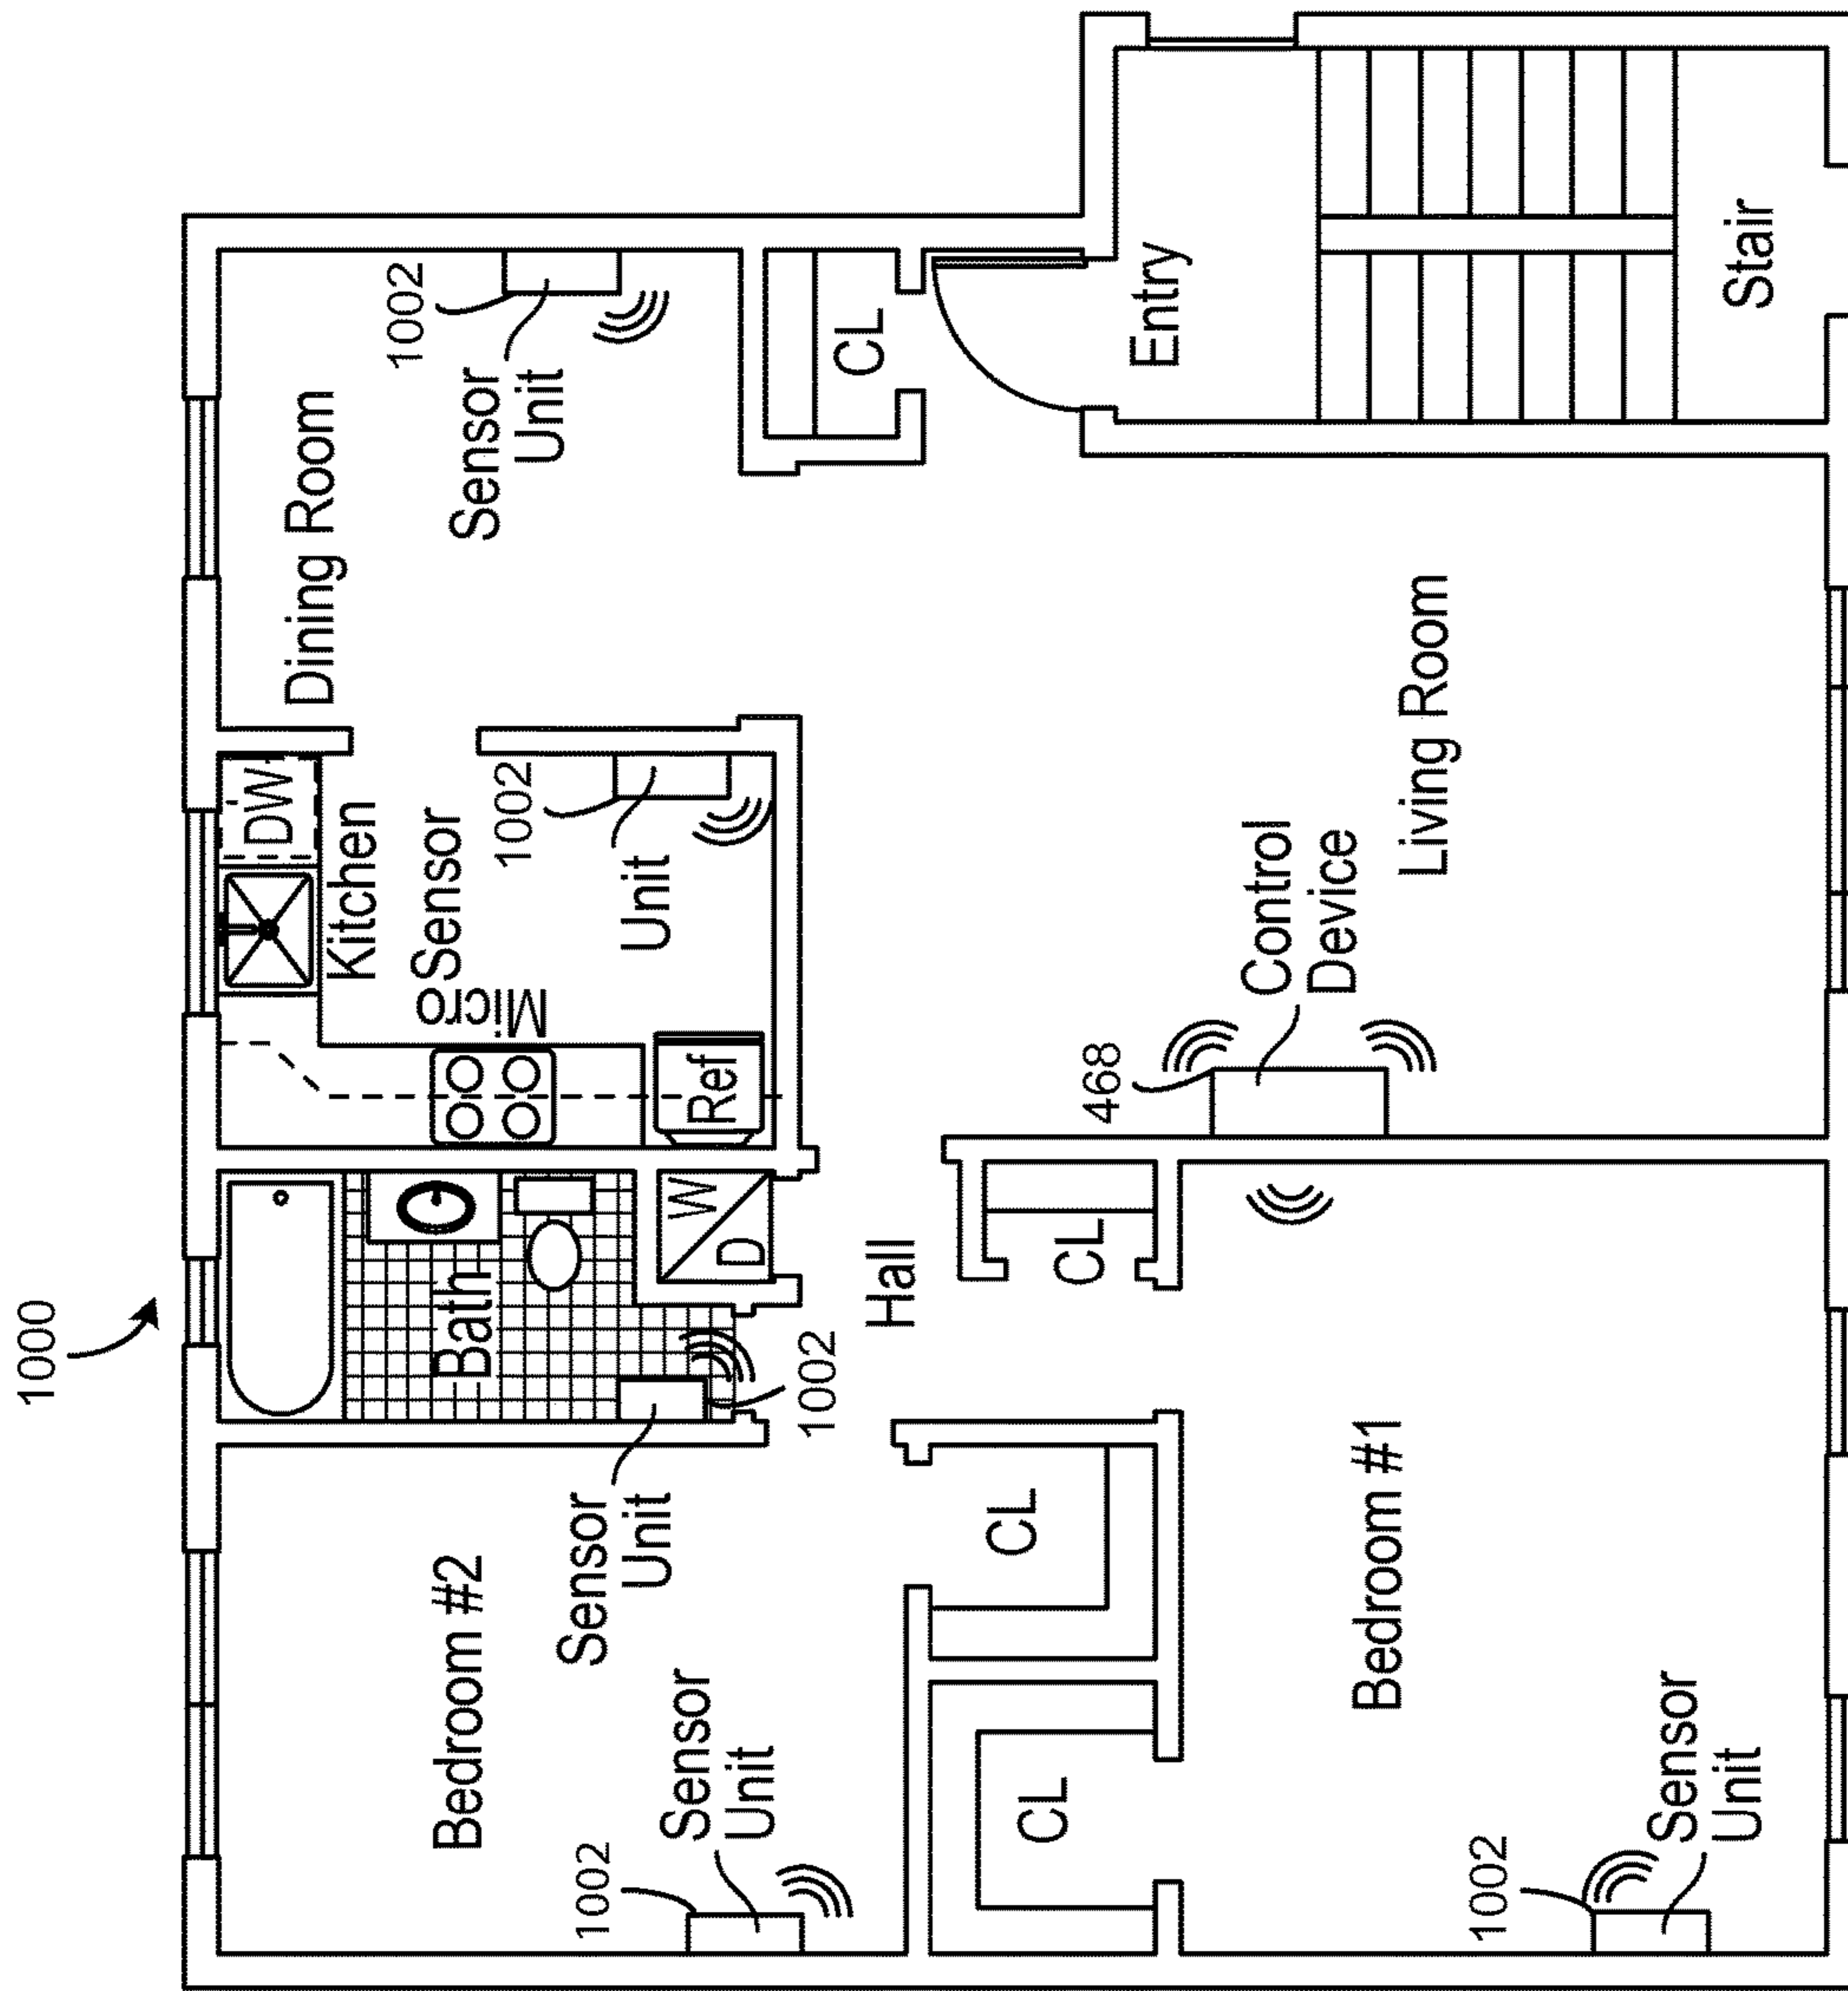 1000
Bedroom #2
Sensor
Unit
1002
Sensor
Unit
Bath
1002
W
D
Kitchen
DW
Micro
Ref
Sensor
Unit
1002
Dining Room
Sensor
Unit
1002
CL
Hall
CL
CL
CL
Entry
Stair
468
Control
Device
Living Room
Bedroom #1
1002
Sensor
Unit